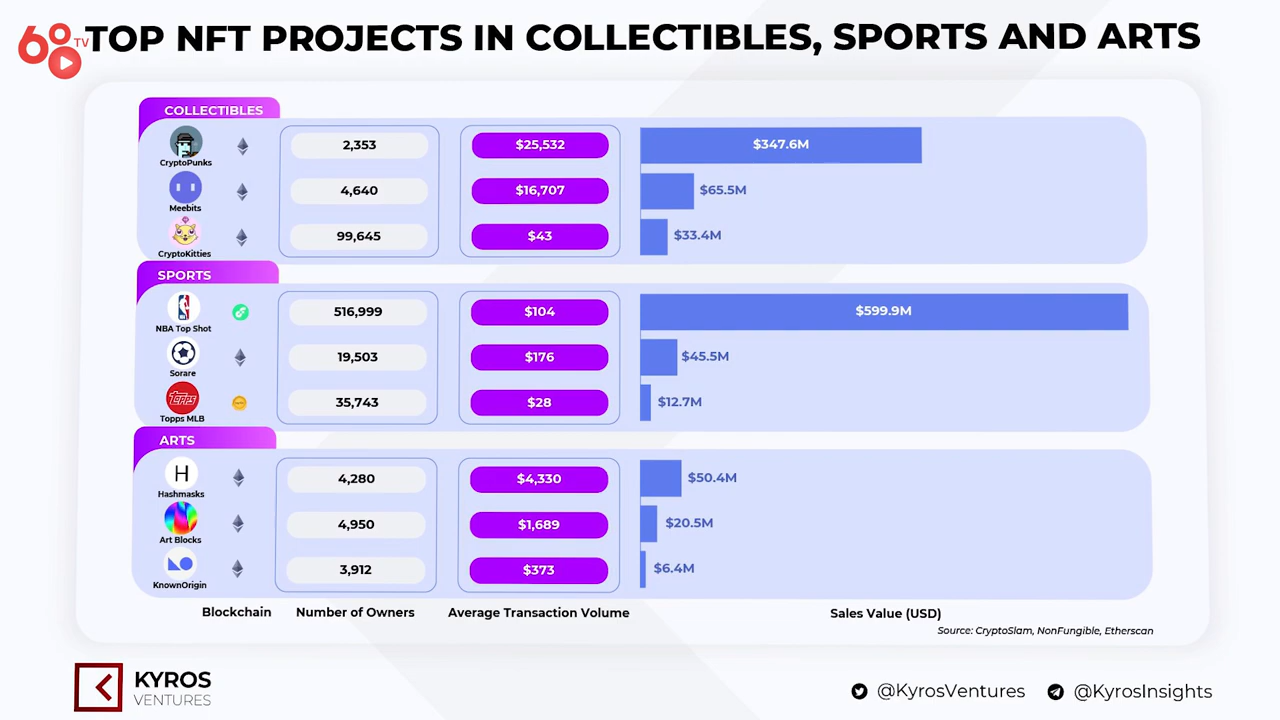 68 TV
TOP NFT PROJECTS IN COLLECTIBLES, SPORTS AND ARTS
COLLECTIBLES
CryptoPunks 2,353 $25,532 $347.6M
Meebits 4,640 $16,707 $65.5M
CryptoKitties 99,645 $43 $33.4M
SPORTS
NBA Top Shot 516,999 $104 $599.9M
Sorare 19,503 $176 $45.5M
Topps
Topps MLB 35,743 $28 $12.7M
ARTS
H
Hashmasks 4,280 $4,330 $50.4M
Art Blocks 4,950 $1,689 $20.5M
KnownOrigin 3,912 $373 $6.4M
Blockchain Number of Owners Average Transaction Volume Sales Value (USD)
Source: CryptoSlam, NonFungible, Etherscan
KYROS
VENTURES
@KyrosVentures @KyrosInsights